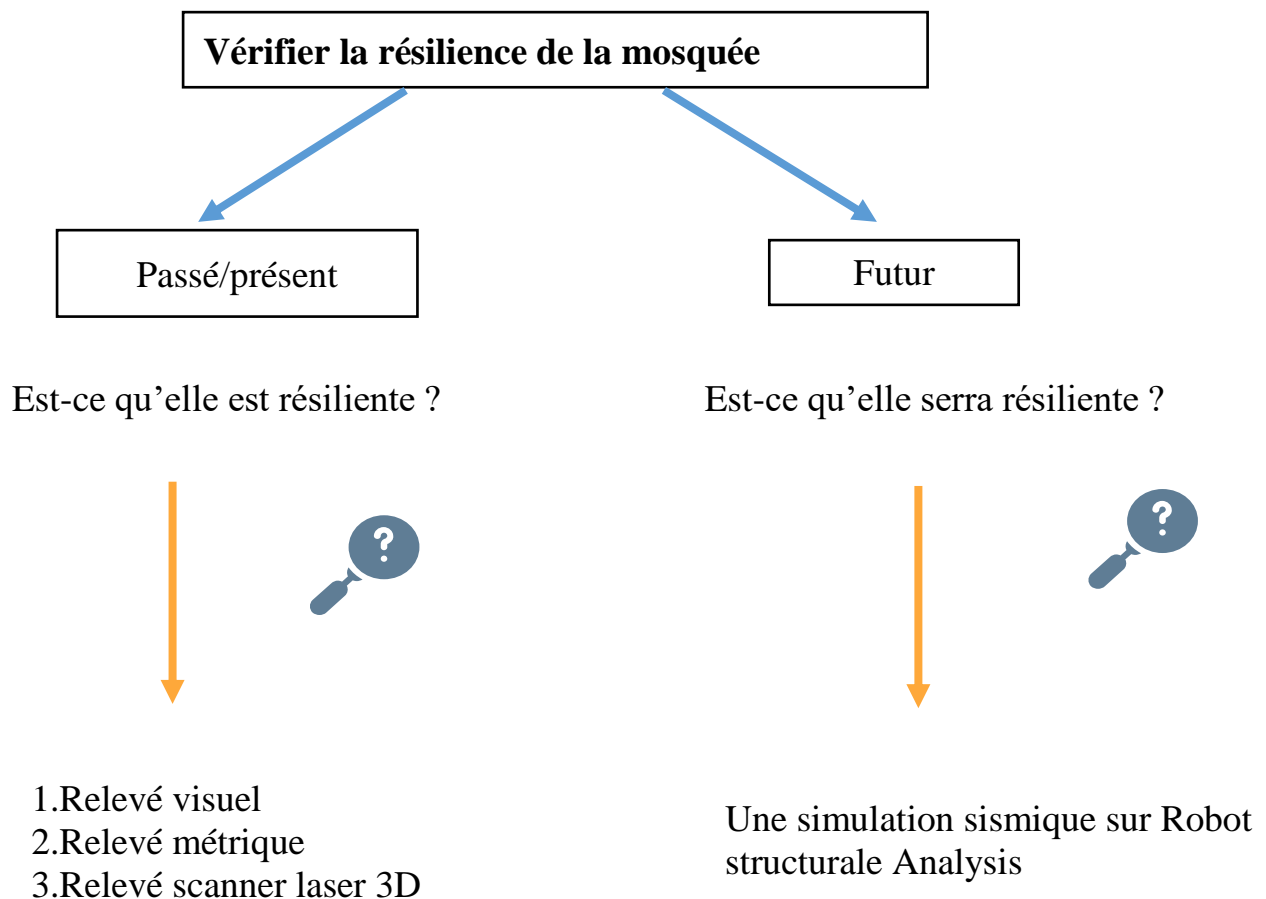 Vérifier la résilience de la mosquée
Passé/présent
Futur
Est-ce qu’elle est résiliente ?
Est-ce qu’elle serra résiliente ?
?
?
1.Relevé visuel
2.Relevé métrique
3.Relevé scanner laser 3D
Une simulation sismique sur Robot
structurale Analysis